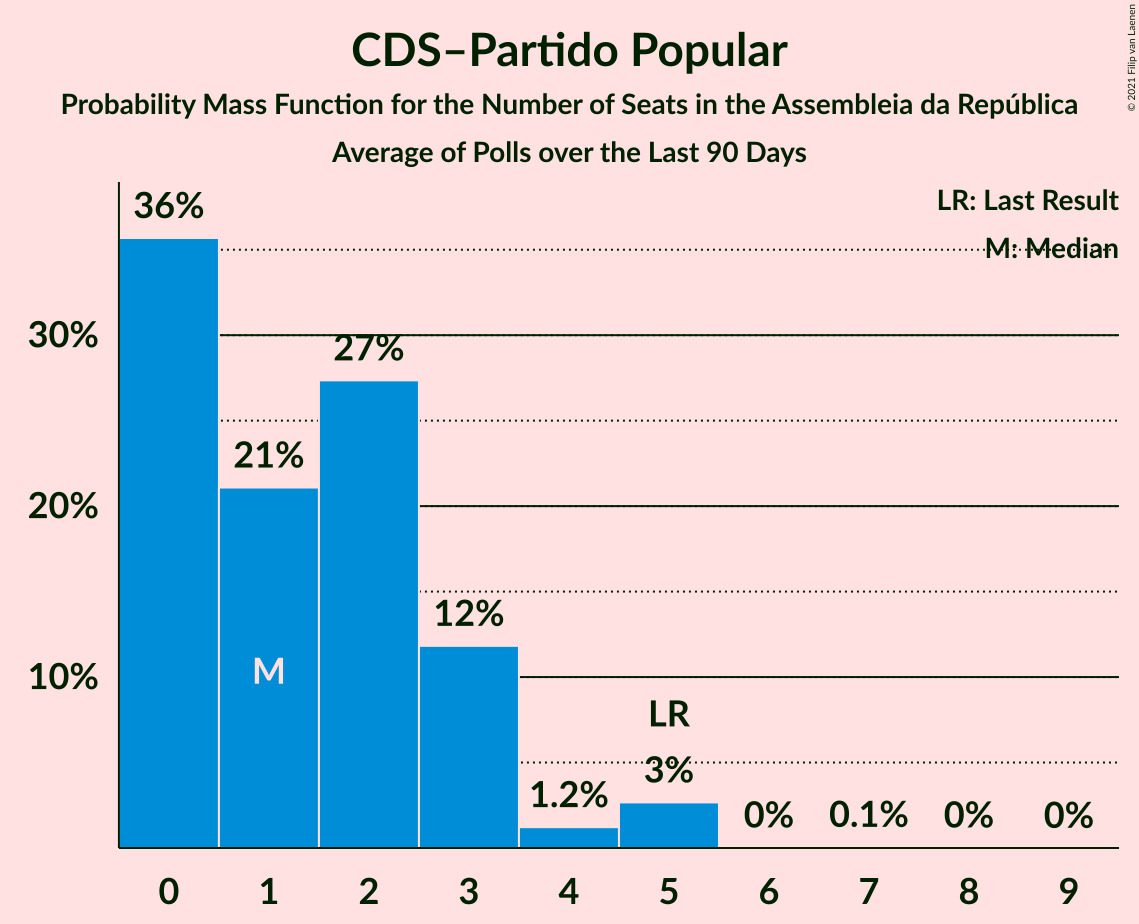 CDS–Partido Popular
Probability Mass Function for the Number of Seats in the Assembleia da República
Average of Polls over the Last 90 Days
© 2021 Filip van Laenen
LR: Last Result
M: Median
36%
30%
27%
21%
20%
12%
10%
M
LR
3%
1.2%
0%
0.1%
0%
0%
0 1 2 3 4 5 6 7 8 9